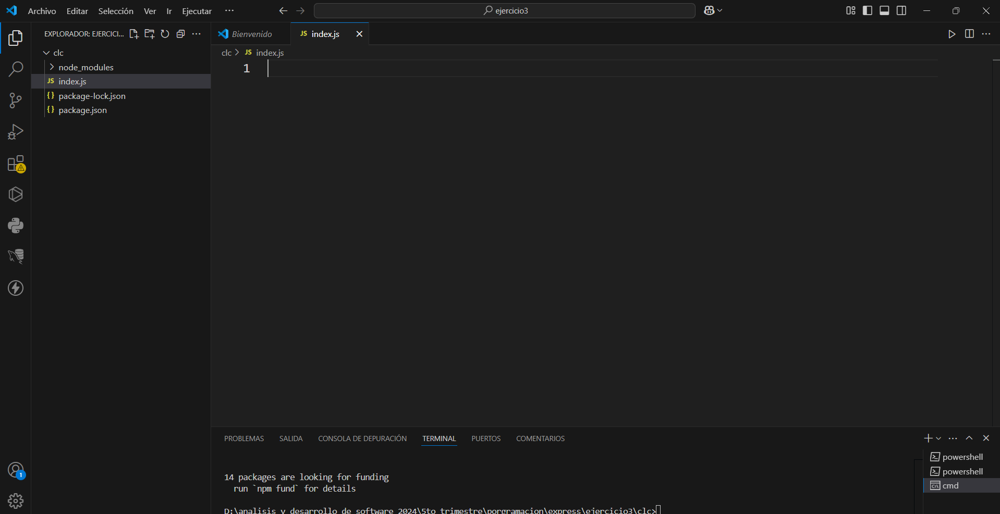 Archivo Editar Selección Ver Ir Ejecutar ··· ejercicio3
EXPLORADOR: EJERCICI...
clc
node_modules
JS index.js
{} package-lock.json
{} package.json
Bienvenido
JS index.js
clc > JS index.js
1
PROBLEMAS SALIDA CONSOLA DE DEPURACIÓN TERMINAL PUERTOS COMENTARIOS
14 packages are looking for funding
run `npm fund` for details
D:\analisis y desarrollo de software 2024\5to trimestre\porgramacion\express\ejercicio3\clc>
powershell
powershell
cmd
1